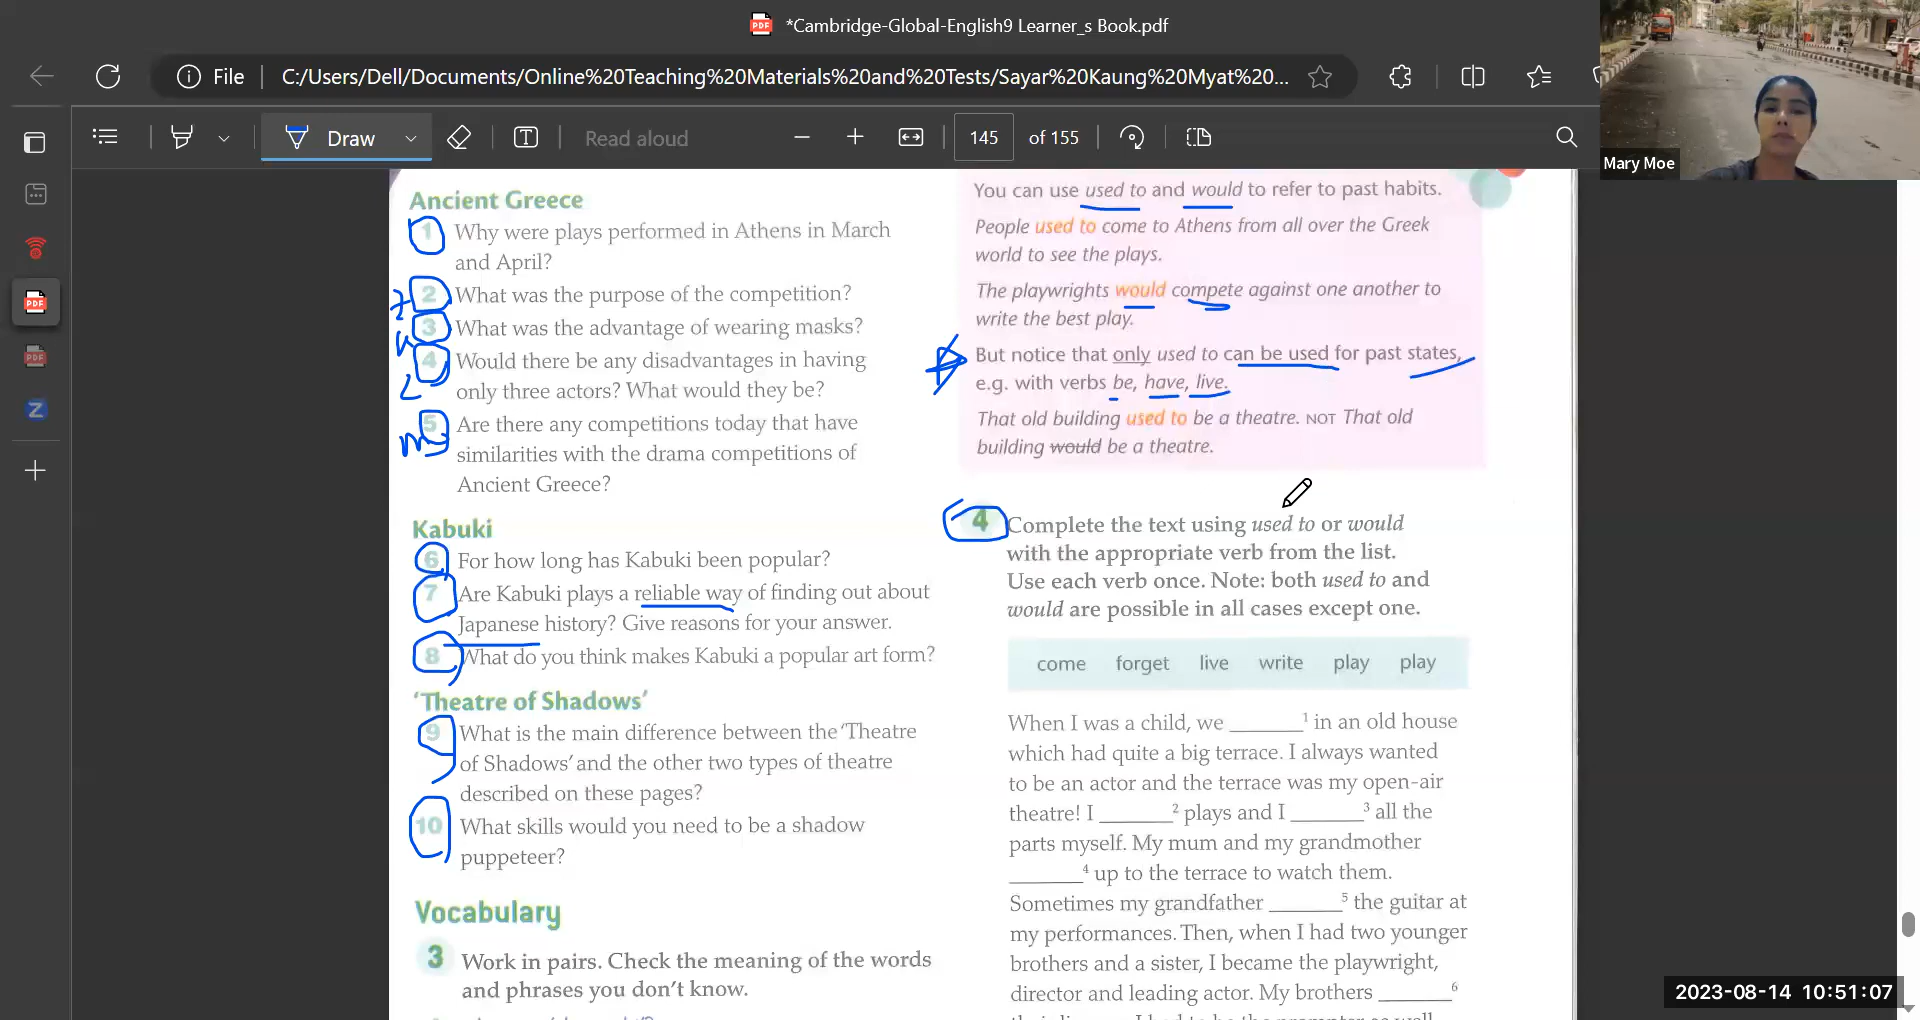 *Cambridge-Global-English9 Learner_s Book.pdf
File
C:/Users/Dell/Documents/Online%20Teaching%20Materials%20and%20Tests/Sayar%20Kaung%20Myat%20...
Draw
Read aloud
145 of 155
Mary Moe
Ancient Greece
1 Why were plays performed in Athens in March
and April?
2 What was the purpose of the competition?
3 What was the advantage of wearing masks?
4 Would there be any disadvantages in having
only three actors? What would they be?
5 Are there any competitions today that have
similarities with the drama competitions of
Ancient Greece?
Kabuki
6 For how long has Kabuki been popular?
7 Are Kabuki plays a reliable way of finding out about
Japanese history? Give reasons for your answer.
8 What do you think makes Kabuki a popular art form?
‘Theatre of Shadows’
9 What is the main difference between the ‘Theatre
of Shadows’ and the other two types of theatre
described on these pages?
10 What skills would you need to be a shadow
puppeteer?
Vocabulary
3 Work in pairs. Check the meaning of the words
and phrases you don’t know.
You can use used to and would to refer to past habits.
People used to come to Athens from all over the Greek
world to see the plays.
The playwrights would compete against one another to
write the best play.
But notice that only used to can be used for past states,
e.g. with verbs be, have, live.
That old building used to be a theatre. NOT That old
building would be a theatre.
4 Complete the text using used to or would
with the appropriate verb from the list.
Use each verb once. Note: both used to and
would are possible in all cases except one.
come forget live write play play
When I was a child, we _______ 1 in an old house
which had quite a big terrace. I always wanted
to be an actor and the terrace was my open-air
theatre! I _______ 2 plays and I _______ 3 all the
parts myself. My mum and my grandmother
_______ 4 up to the terrace to watch them.
Sometimes my grandfather _______ 5 the guitar at
my performances. Then, when I had two younger
brothers and a sister, I became the playwright,
director and leading actor. My brothers _______ 6
2023-08-14 10:51:07